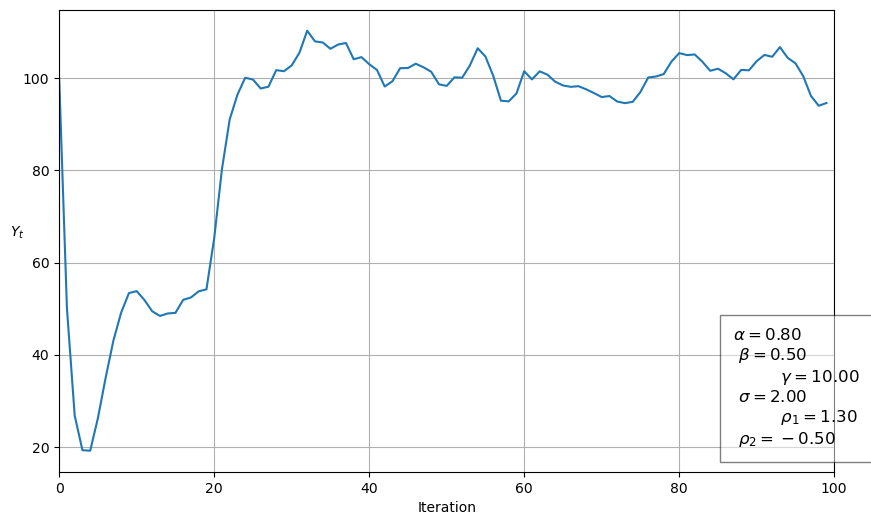 100
80
60
40
20
Y_t
α = 0.80
β = 0.50
γ = 10.00
σ = 2.00
ρ₁ = 1.30
ρ₂ = −0.50
0 20 40 60 80 100
Iteration